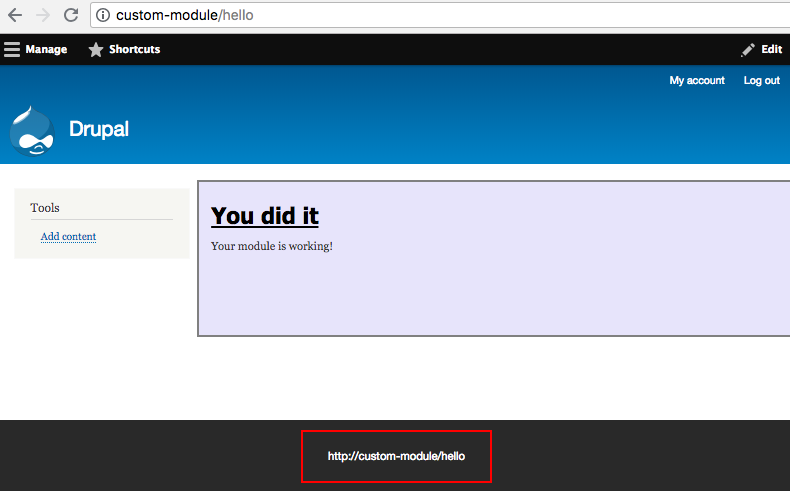 custom-module/hello
Manage Shortcuts Edit
My account Log out
Drupal
Tools
Add content
You did it
Your module is working!
http://custom-module/hello